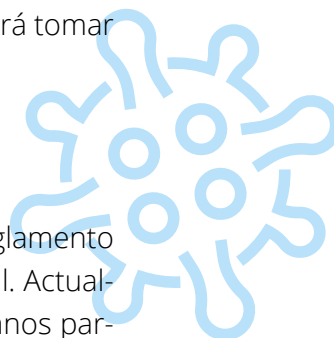 rá tomar
glamento
l. Actual-
nos par-